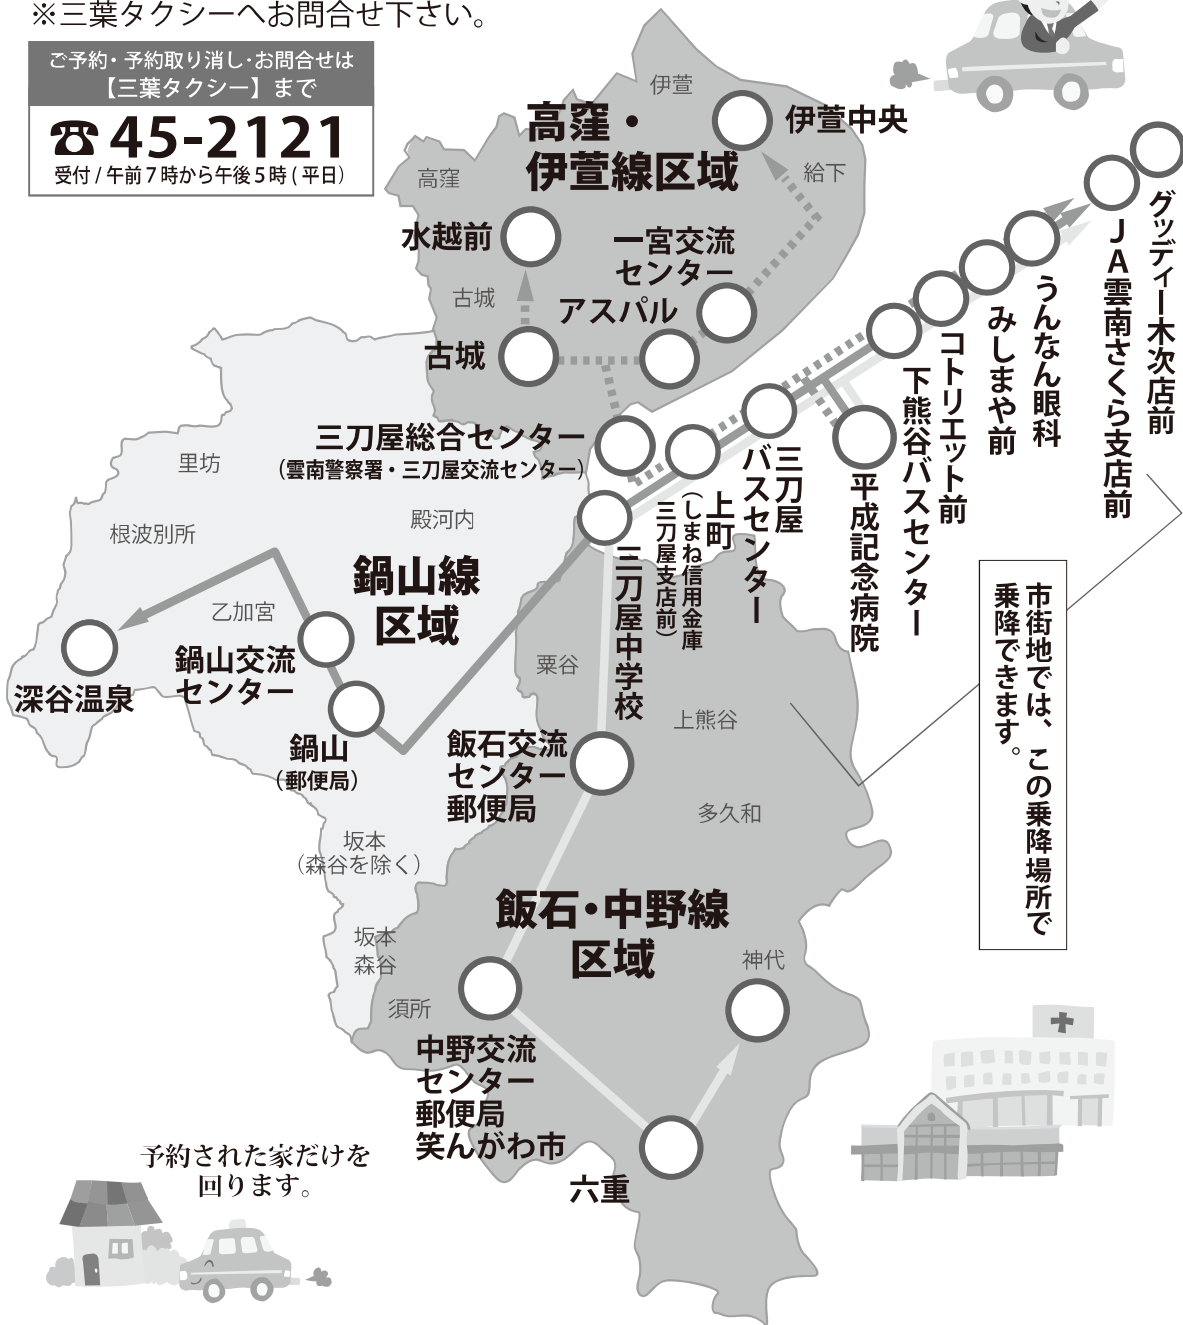 ※三葉タクシーへお問合せ下さい。
ご予約・予約取り消し・お問合せは
【三葉タクシー】まで
☎45-2121
受付/午前7時から午後5時(平日)
伊萱
高窪・
伊萱線区域
伊萱中央
高窪
給下
水越前
一宮交流
センター
古城
アスパル
古城
グッディー木次店前
JA雲南さくら支店前
うんなん眼科
みしまや前
コトリエット前
下熊谷バスセンター
平成記念病院
三刀屋
バスセンター
上町
(しまね信用金庫
三刀屋支店前)
三刀屋総合センター
(雲南警察署・三刀屋交流センター)
三刀屋中学校
里坊
殿河内
根波別所
鍋山線
区域
乙加宮
鍋山交流
センター
深谷温泉
鍋山
(郵便局)
粟谷
上熊谷
飯石交流
センター
郵便局
多久和
坂本
(森谷を除く)
飯石・中野線
区域
坂本
森谷
神代
須所
中野交流
センター
郵便局
笑んがわ市
六重
市街地では、この乗降場所で
乗降できます。
予約された家だけを
回ります。